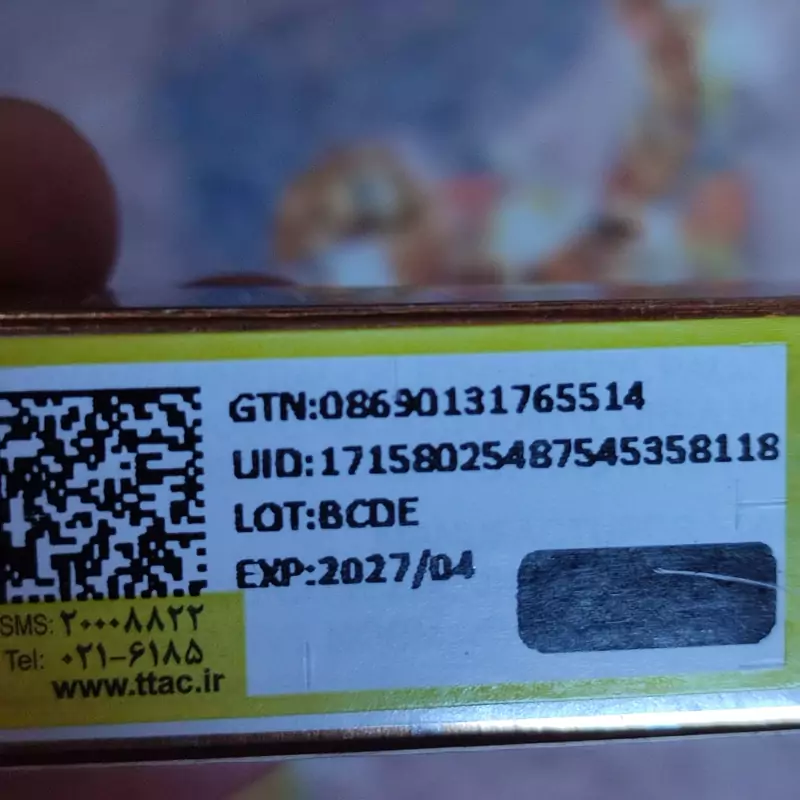 GTN:08690131765514
UID:17158025487545358118
LOT:BCDE
EXP:2027/04
SMS: ۲۰۰۰۸۸۲۲
Tel: ۰۲۱-۶۱۸۵
www.ttac.ir